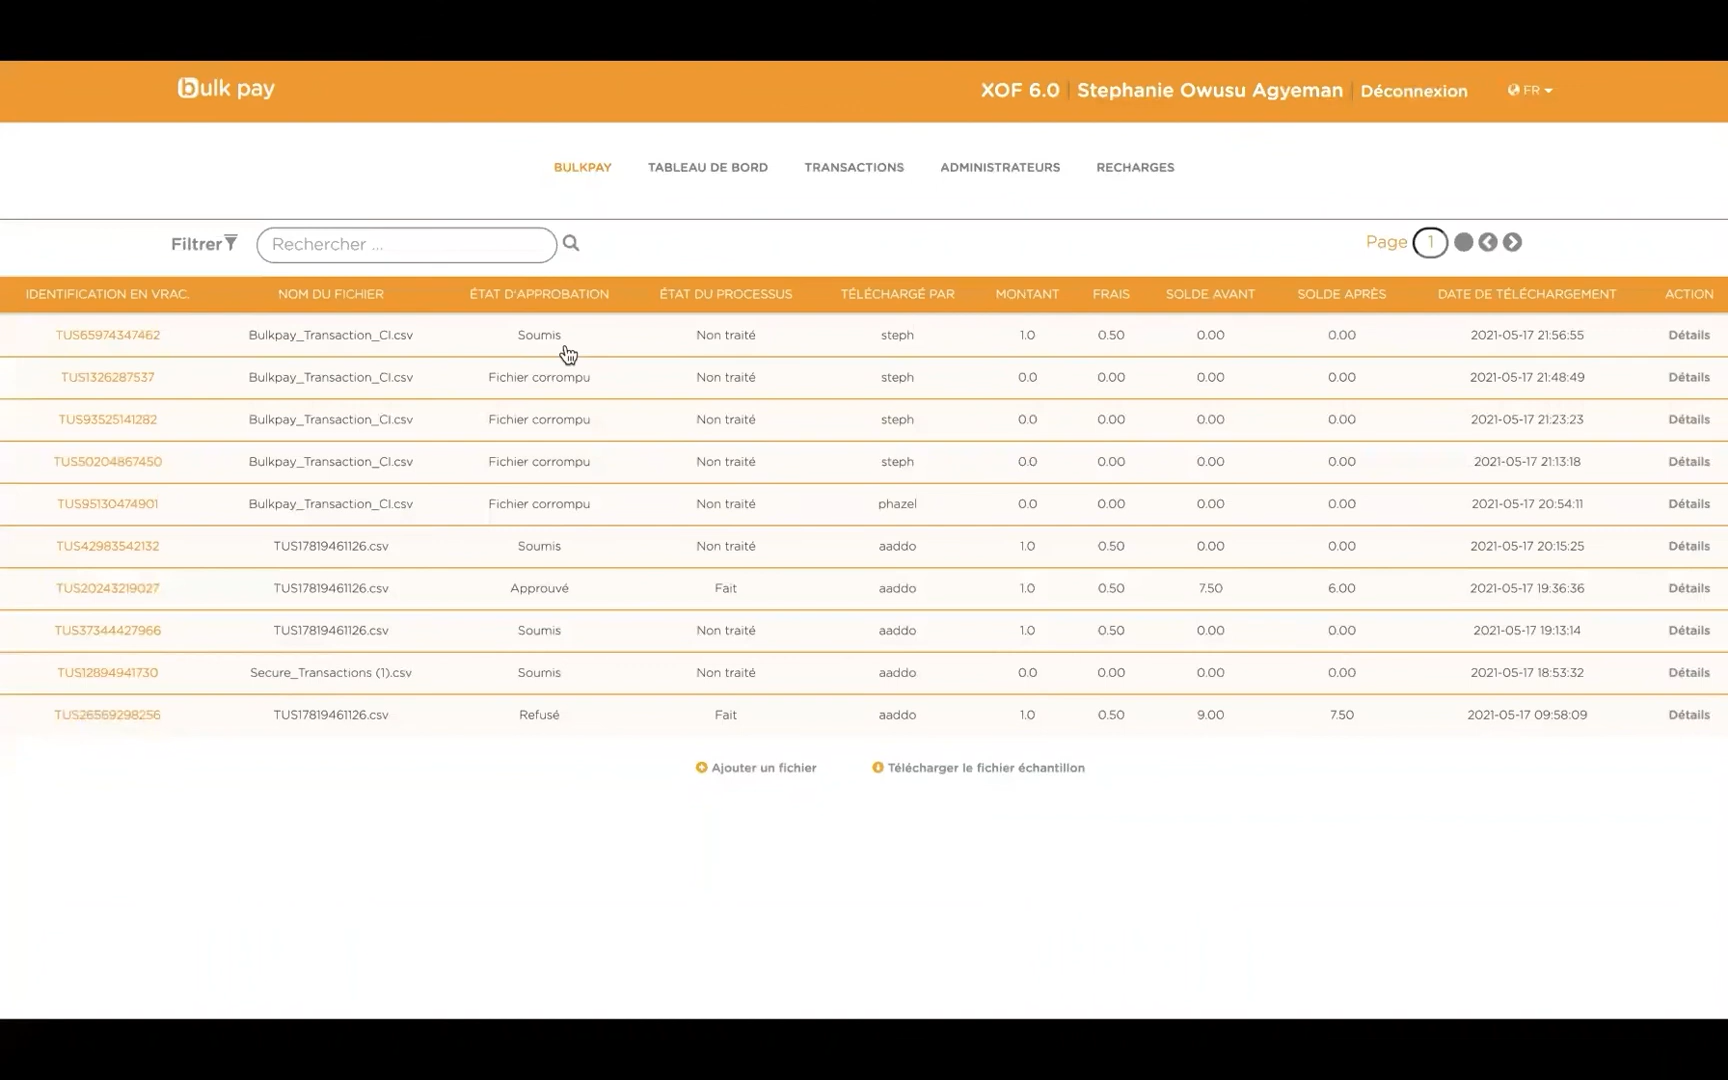 bulk pay XOF 6.0 Stephanie Owusu Agyeman Déconnexion FR
BULKPAY TABLEAU DE BORD TRANSACTIONS ADMINISTRATEURS RECHARGES
Filtrer Rechercher ... Page 1
IDENTIFICATION EN VRAC. NOM DU FICHIER ÉTAT D'APPROBATION ÉTAT DU PROCESSUS TÉLÉCHARGÉ PAR MONTANT FRAIS SOLDE AVANT SOLDE APRÈS DATE DE TÉLÉCHARGEMENT ACTION
TUS65974347462 Bulkpay_Transaction_CI.csv Soumis Non traité steph 1.0 0.50 0.00 0.00 2021-05-17 21:56:55 Détails
TUS1326287537 Bulkpay_Transaction_CI.csv Fichier corrompu Non traité steph 0.0 0.00 0.00 0.00 2021-05-17 21:48:49 Détails
TUS93525141282 Bulkpay_Transaction_CI.csv Fichier corrompu Non traité steph 0.0 0.00 0.00 0.00 2021-05-17 21:23:23 Détails
TUS50204867450 Bulkpay_Transaction_CI.csv Fichier corrompu Non traité steph 0.0 0.00 0.00 0.00 2021-05-17 21:13:18 Détails
TUS95130474901 Bulkpay_Transaction_CI.csv Fichier corrompu Non traité phazel 0.0 0.00 0.00 0.00 2021-05-17 20:54:11 Détails
TUS42983542132 TUS17819461126.csv Soumis Non traité aaddo 1.0 0.50 0.00 0.00 2021-05-17 20:15:25 Détails
TUS20243219027 TUS17819461126.csv Approuvé Fait aaddo 1.0 0.50 7.50 6.00 2021-05-17 19:36:36 Détails
TUS37344427966 TUS17819461126.csv Soumis Non traité aaddo 1.0 0.50 0.00 0.00 2021-05-17 19:13:14 Détails
TUS12894941730 Secure_Transactions (1).csv Soumis Non traité aaddo 0.0 0.00 0.00 0.00 2021-05-17 18:53:32 Détails
TUS26569298256 TUS17819461126.csv Refusé Fait aaddo 1.0 0.50 9.00 7.50 2021-05-17 09:58:09 Détails
Ajouter un fichier Télécharger le fichier échantillon